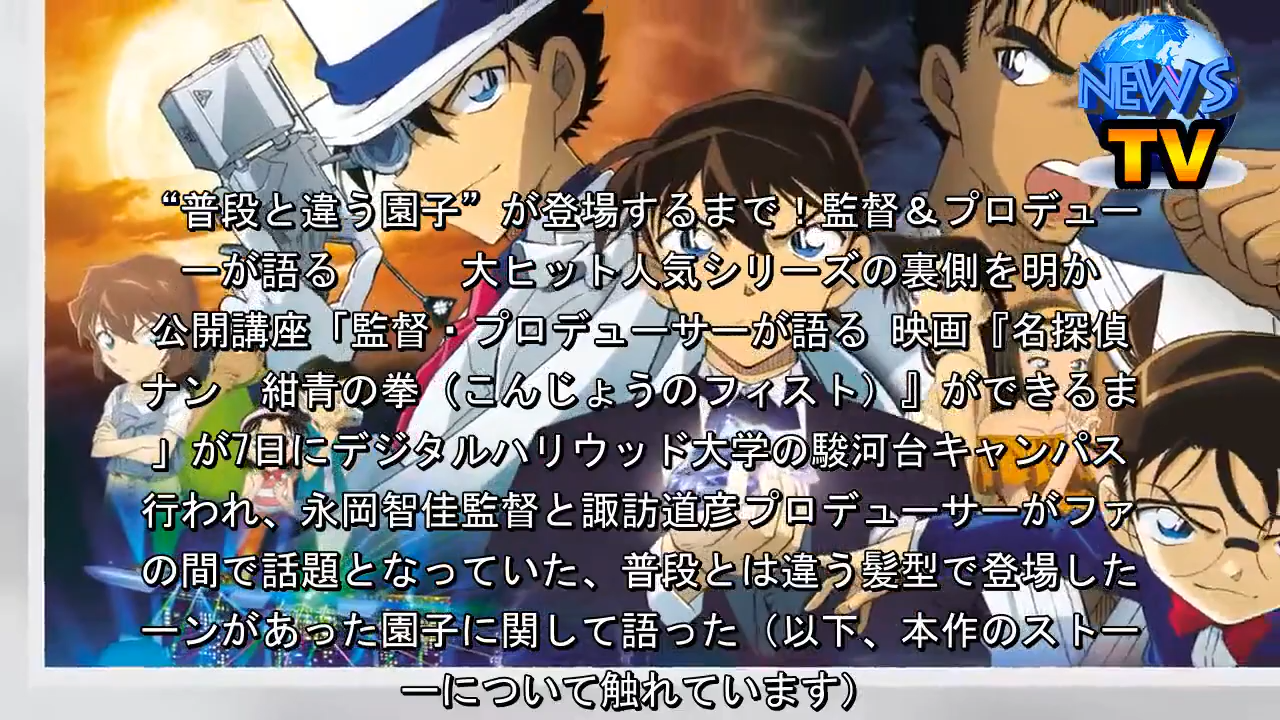 NEWS
TV
“普段と違う園子”が登場するまで！監督＆プロデュー
ーが語る　　　大ヒット人気シリーズの裏側を明か
公開講座「監督・プロデューサーが語る 映画『名探偵
ナン　紺青の拳（こんじょうのフィスト）』ができるま
」が7日にデジタルハリウッド大学の駿河台キャンパス
行われ、永岡智佳監督と諏訪道彦プロデューサーがファ
の間で話題となっていた、普段とは違う髪型で登場した
ーンがあった園子に関して語った（以下、本作のストー
ーについて触れています）